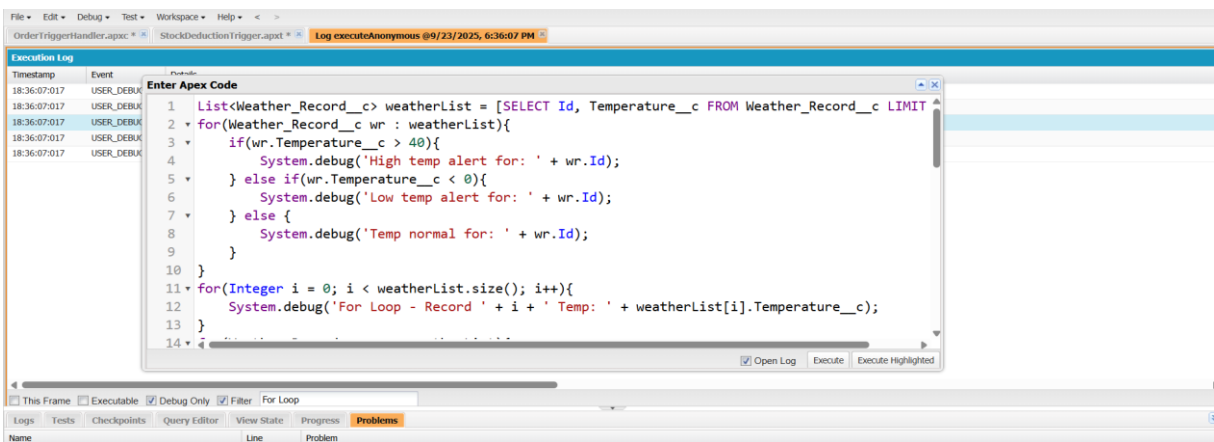 File Edit Debug Test Workspace Help < >
OrderTriggerHandler.apxc * StockDeductionTrigger.apxt * Log executeAnonymous @9/23/2025, 6:36:07 PM
Execution Log
Timestamp Event Details
18:36:07:017 USER_DEBUG
18:36:07:017 USER_DEBUG
18:36:07:017 USER_DEBUG
18:36:07:017 USER_DEBUG
18:36:07:017 USER_DEBUG
Enter Apex Code
1 List<Weather_Record__c> weatherList = [SELECT Id, Temperature__c FROM Weather_Record__c LIMIT
2 for(Weather_Record__c wr : weatherList){
3 if(wr.Temperature__c > 40){
4 System.debug('High temp alert for: ' + wr.Id);
5 } else if(wr.Temperature__c < 0){
6 System.debug('Low temp alert for: ' + wr.Id);
7 } else {
8 System.debug('Temp normal for: ' + wr.Id);
9 }
10 }
11 for(Integer i = 0; i < weatherList.size(); i++){
12 System.debug('For Loop - Record ' + i + ' Temp: ' + weatherList[i].Temperature__c);
13 }
14
Open Log Execute Execute Highlighted
This Frame Executable Debug Only Filter For Loop
Logs Tests Checkpoints Query Editor View State Progress Problems
Name Line Problem